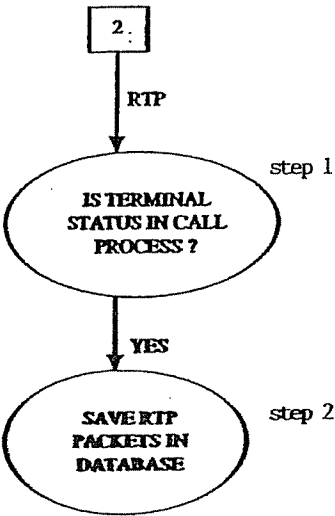 2.
RTP
step 1
IS TERMINAL
STATUS IN CALL
PROCESS ?
YES
step 2
SAVE RTP
PACKETS IN
DATABASE